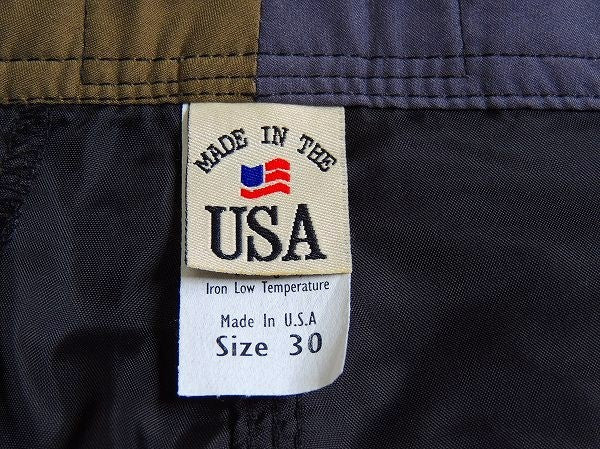 MADE IN THE
USA
Iron Low Temperature
Made In U.S.A
Size 30